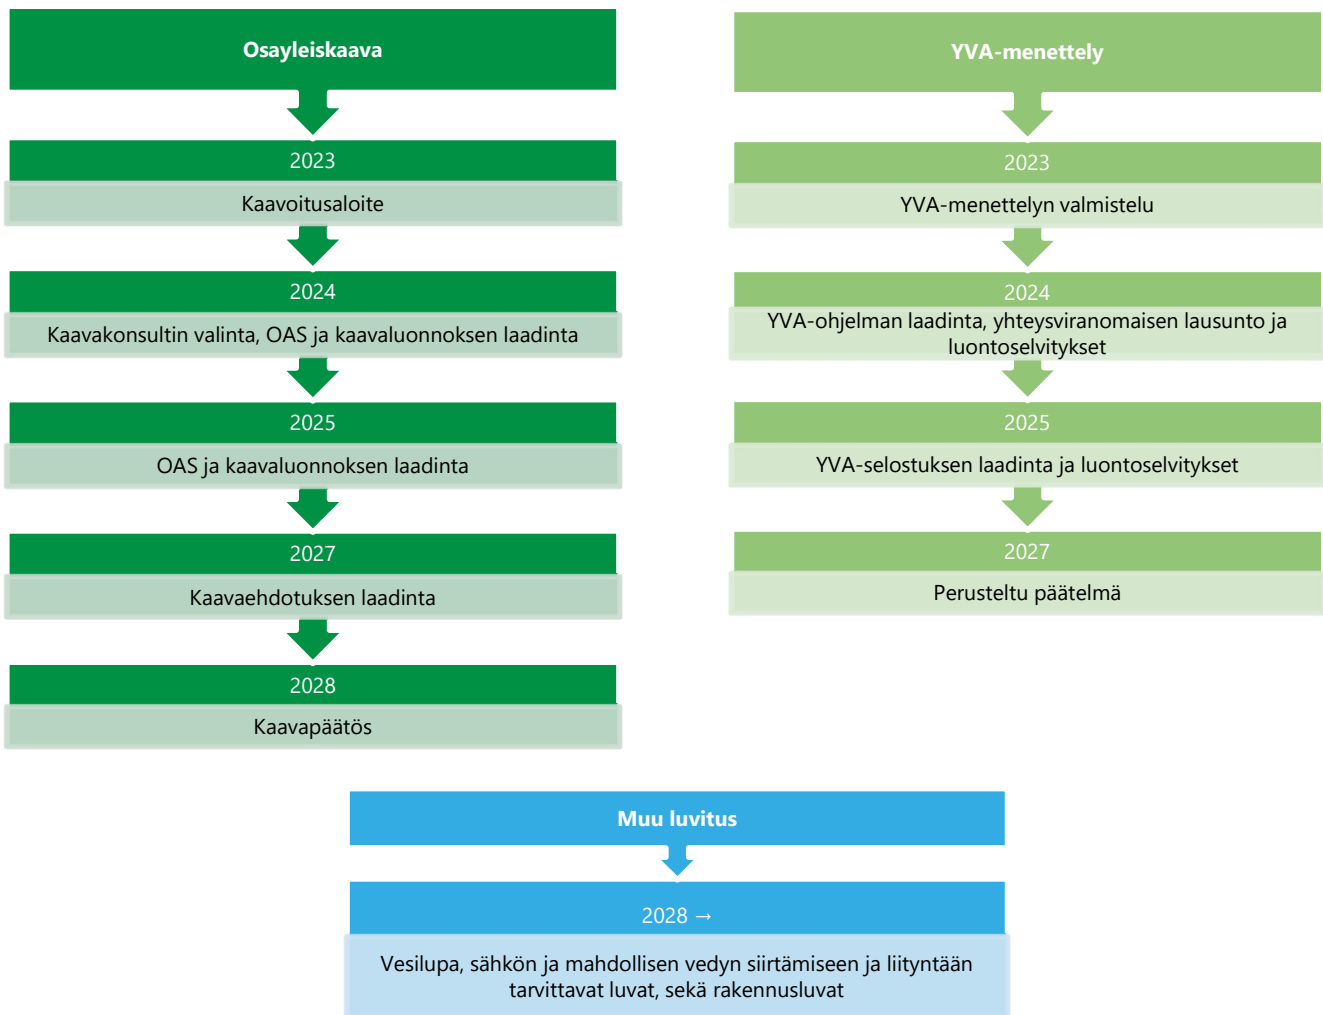 Osayleiskaava
2023
Kaavoitusaloite
2024
Kaavakonsultin valinta, OAS ja kaavaluonnoksen laadinta
2025
OAS ja kaavaluonnoksen laadinta
2027
Kaavaehdotuksen laadinta
2028
Kaavapäätös
YVA-menettely
2023
YVA-menettelyn valmistelu
2024
YVA-ohjelman laadinta, yhteysviranomaisen lausunto ja
luontoselvitykset
2025
YVA-selostuksen laadinta ja luontoselvitykset
2027
Perusteltu päätelmä
Muu luvitus
2028 →
Vesilupa, sähkön ja mahdollisen vedyn siirtämiseen ja liityntään
tarvittavat luvat, sekä rakennusluvat